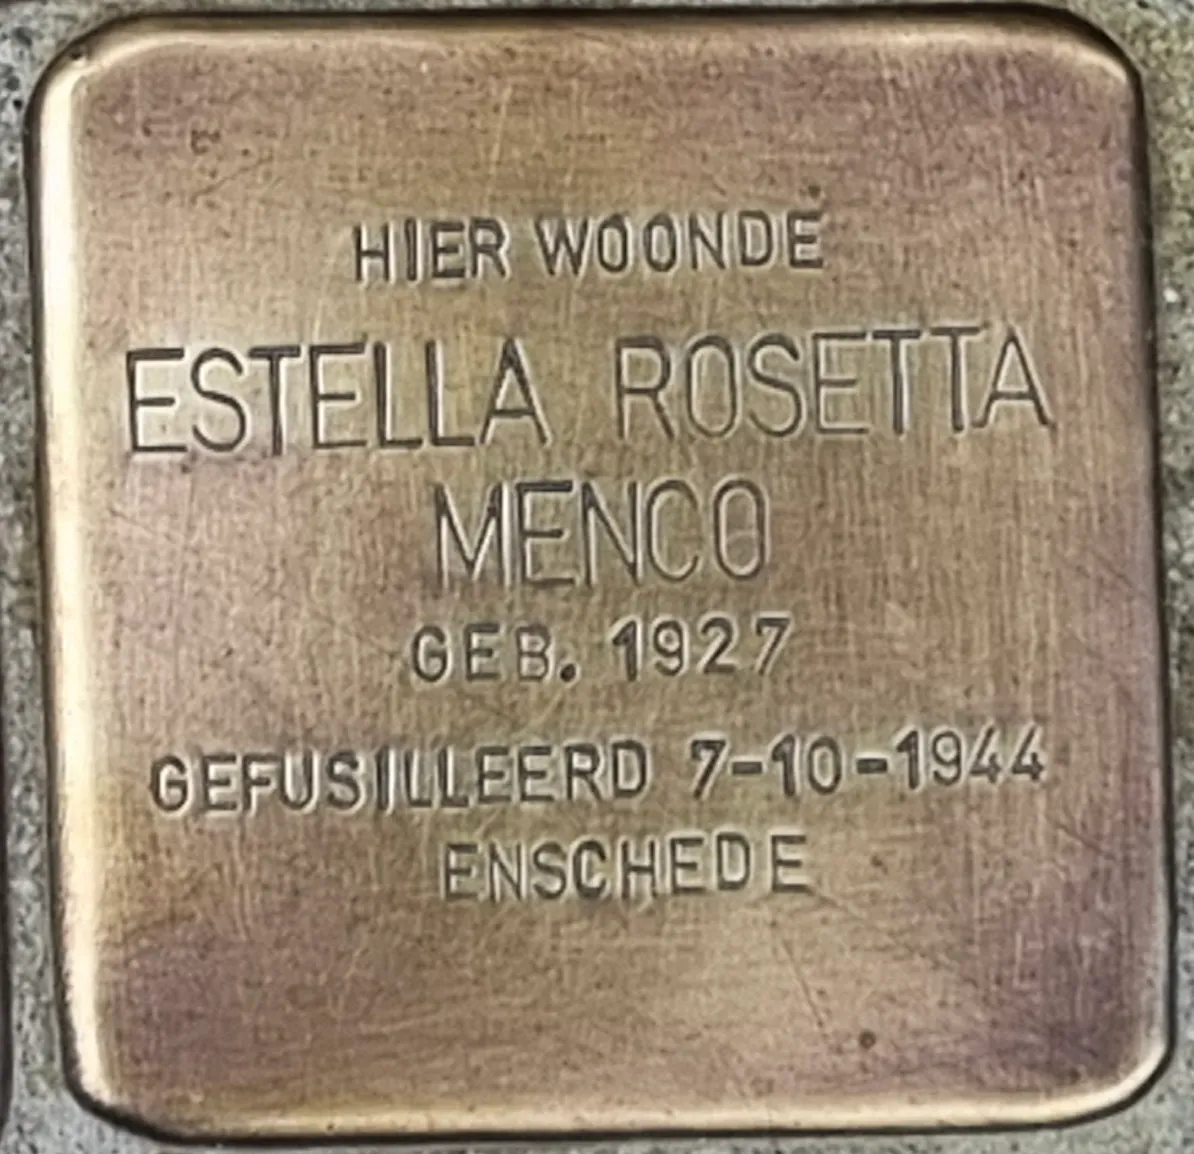 HIER WOONDE
ESTELLA ROSETTA
MENCO
GEB. 1927
GEFUSILLEERD 7-10-1944
ENSCHEDE